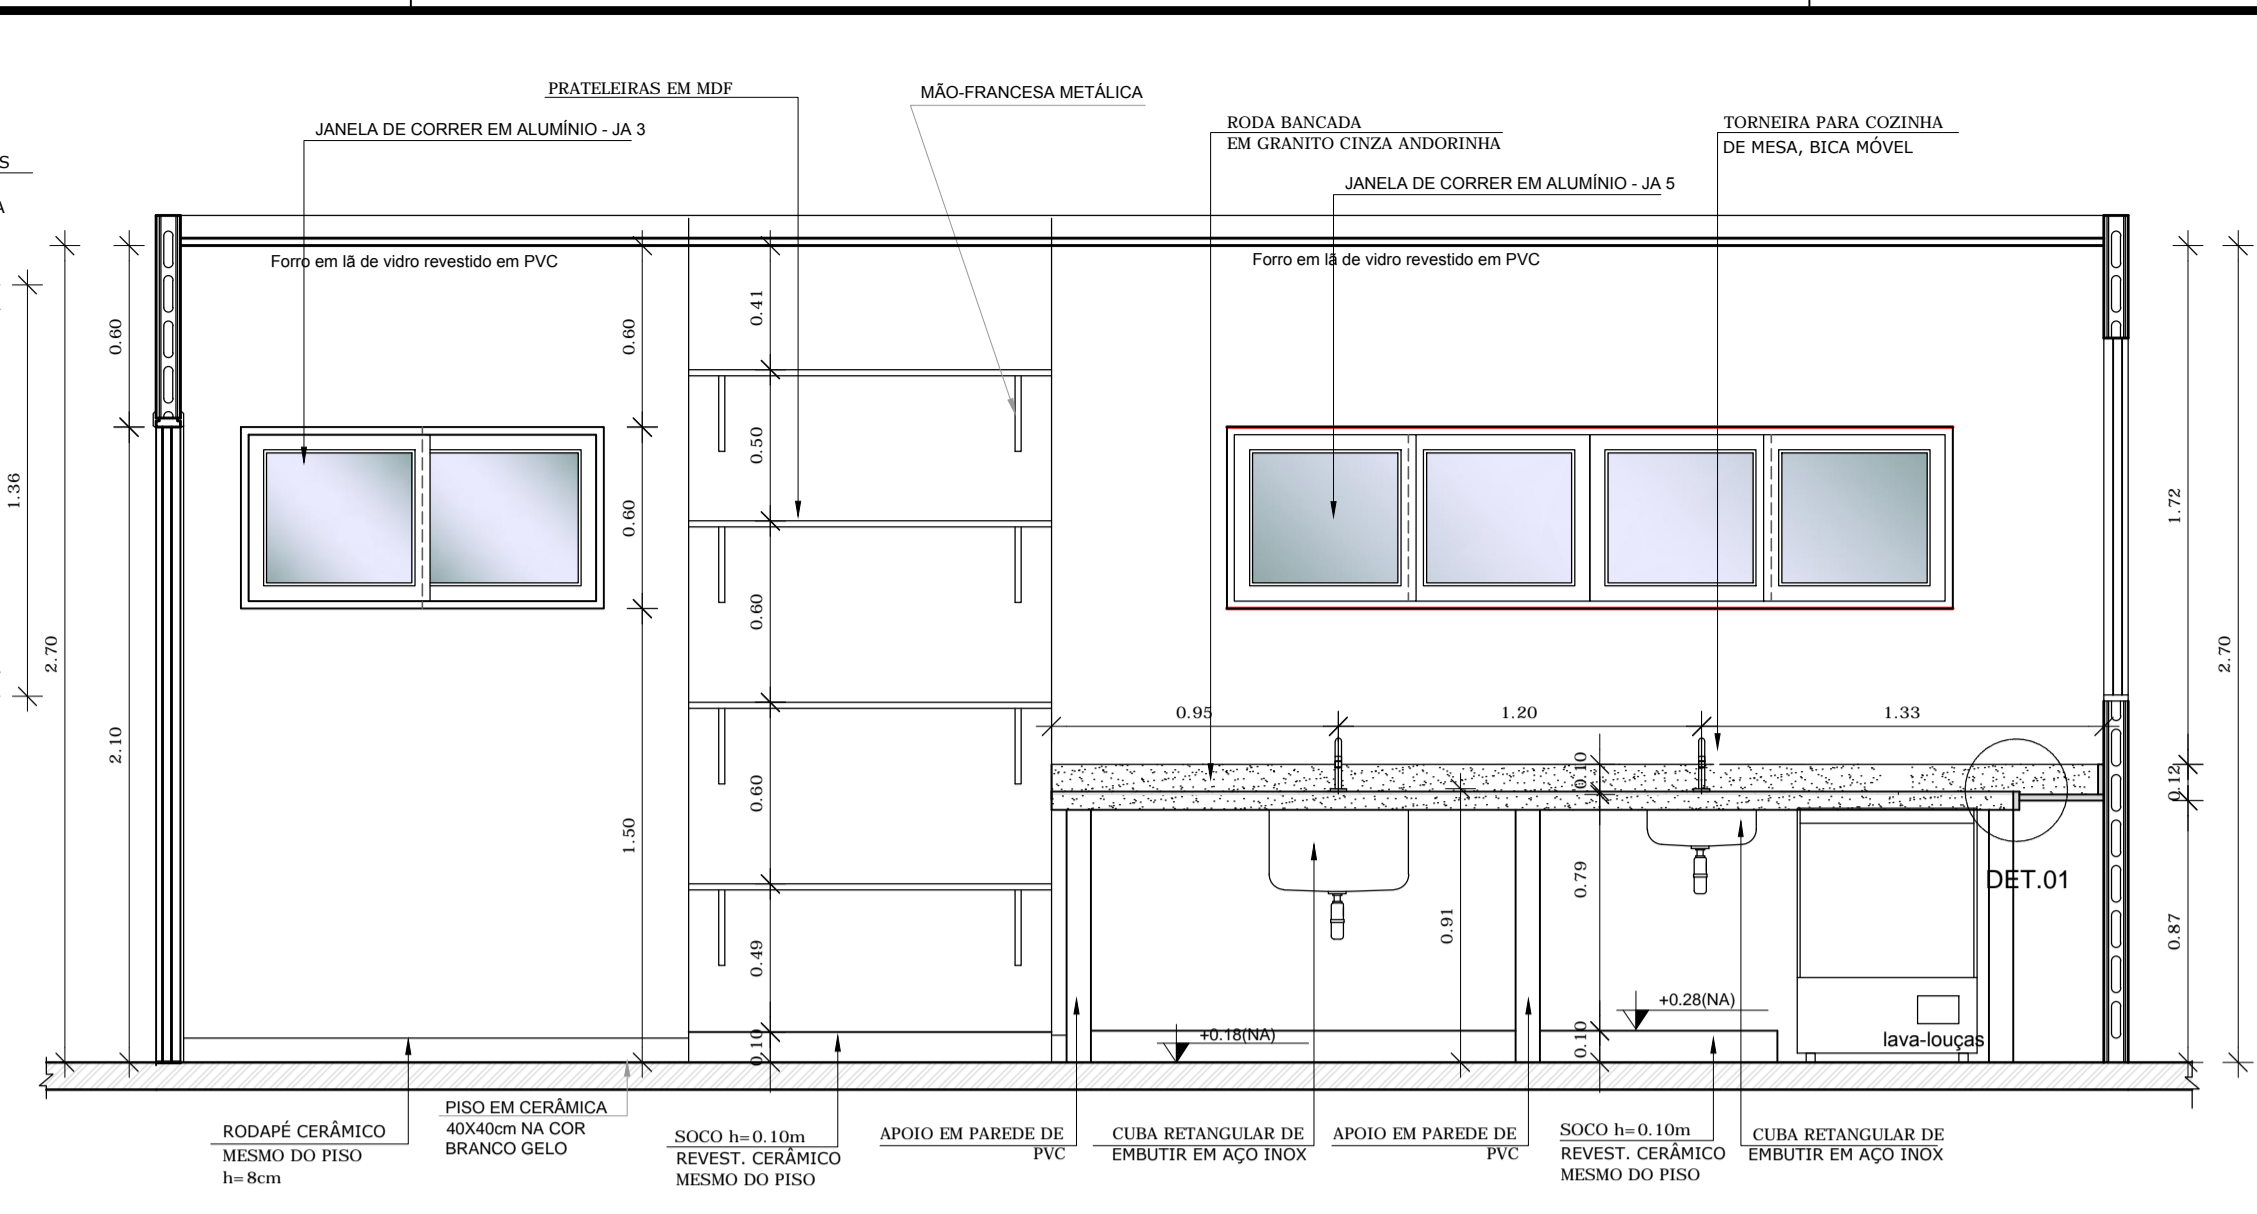 PRATELEIRAS EM MDF
MÃO-FRANCESA METÁLICA
JANELA DE CORRER EM ALUMÍNIO - JA 3
RODA BANCADA
EM GRANITO CINZA ANDORINHA
TORNEIRA PARA COZINHA
DE MESA, BICA MÓVEL
S
A
JANELA DE CORRER EM ALUMÍNIO - JA 5
Forro em lã de vidro revestido em PVC
Forro em lã de vidro revestido em PVC
1.36
2.70
0.60
2.10
0.60
0.60
1.50
0.41
0.50
0.60
0.60
0.49
0.10
0.95
1.20
1.33
0.10
0.79
0.10
0.91
1.72
0.12
0.87
2.70
DET.01
+0.18(NA)
+0.28(NA)
lava-louças
RODAPÉ CERÂMICO
MESMO DO PISO
h=8cm
PISO EM CERÂMICA
40X40cm NA COR
BRANCO GELO
SOCO h=0.10m
REVEST. CERÂMICO
MESMO DO PISO
APOIO EM PAREDE DE
PVC
CUBA RETANGULAR DE
EMBUTIR EM AÇO INOX
APOIO EM PAREDE DE
PVC
SOCO h=0.10m
REVEST. CERÂMICO
MESMO DO PISO
CUBA RETANGULAR DE
EMBUTIR EM AÇO INOX